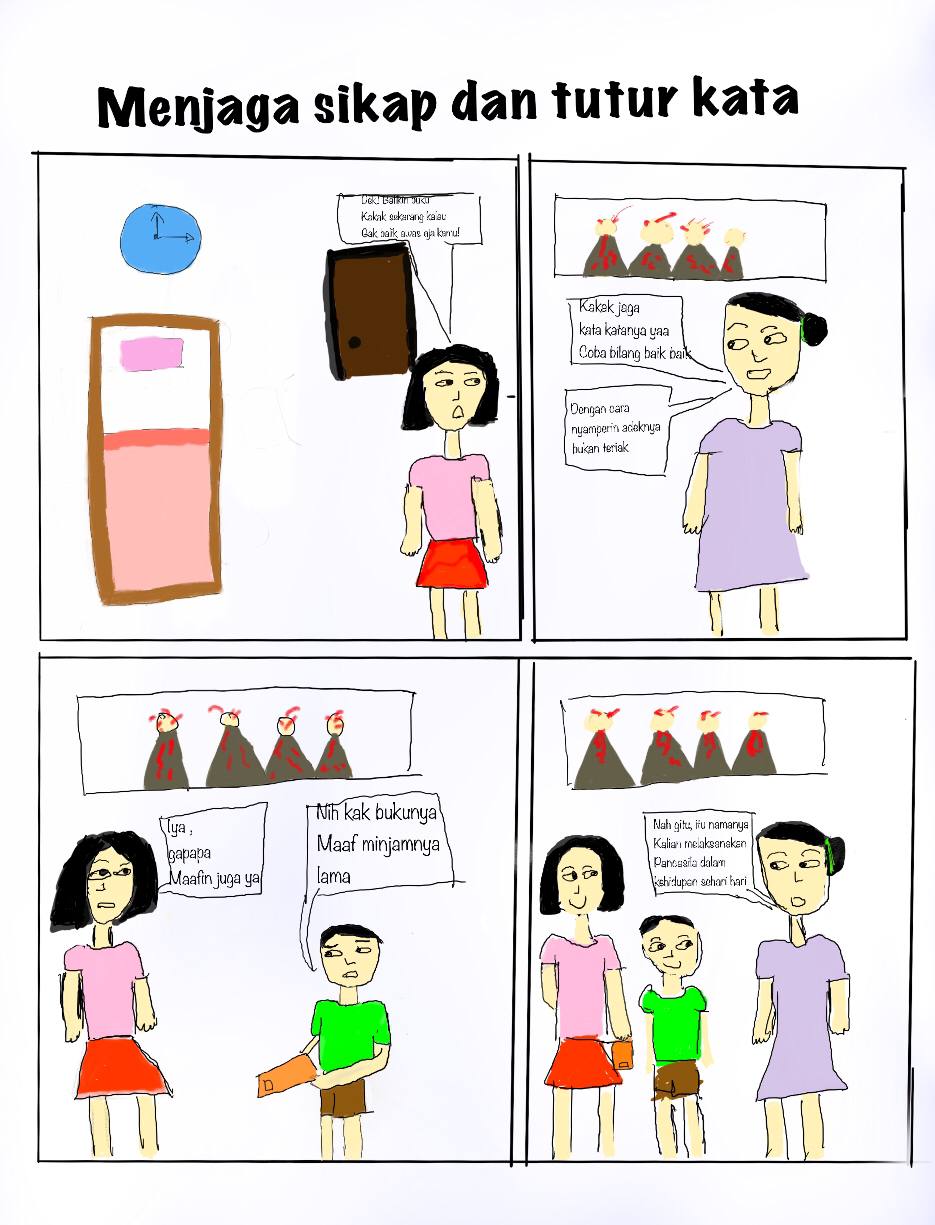 Menjaga sikap dan tutur kata
Dek! Balikin buku
Kakak sekarang kalau
Gak baik awas aja kamu!
Kakak jaga
kata katanya yaa
Coba bilang baik baik
Dengan cara
nyamperin adeknya
bukan teriak
Iya ,
gapapa
Maafin juga ya
Nih kak bukunya
Maaf minjamnya
lama
Nah gitu, itu namanya
Kalian melaksanakan
Pancasila dalam
kehidupan sehari hari